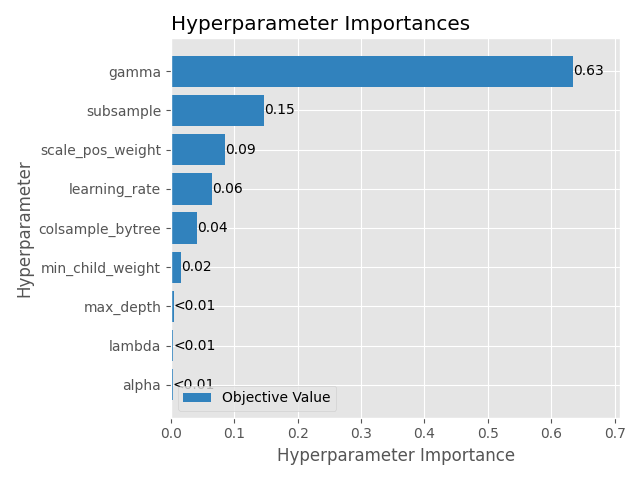 Hyperparameter Importances
Hyperparameter
gamma 0.63
subsample 0.15
scale_pos_weight 0.09
learning_rate 0.06
colsample_bytree 0.04
min_child_weight 0.02
max_depth <0.01
lambda <0.01
alpha <0.01
Objective Value
0.0 0.1 0.2 0.3 0.4 0.5 0.6 0.7
Hyperparameter Importance